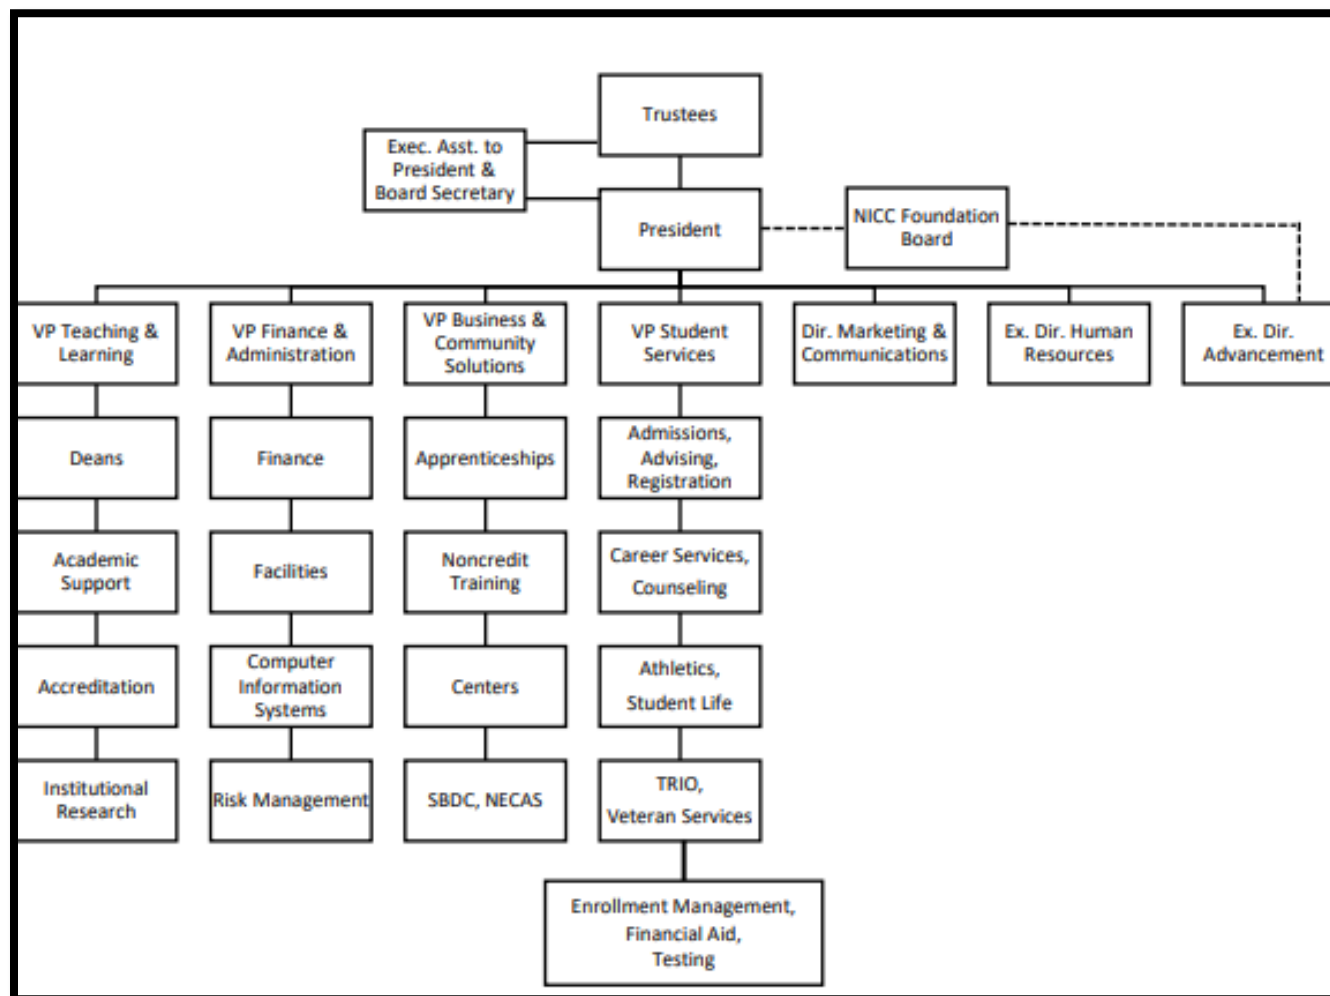 Trustees
Exec. Asst. to
President &
Board Secretary
President
NICC Foundation
Board
VP Teaching &
Learning
VP Finance &
Administration
VP Business &
Community
Solutions
VP Student
Services
Dir. Marketing &
Communications
Ex. Dir. Human
Resources
Ex. Dir.
Advancement
Deans
Finance
Apprenticeships
Admissions,
Advising,
Registration
Academic
Support
Facilities
Noncredit
Training
Career Services,
Counseling
Accreditation
Computer
Information
Systems
Centers
Athletics,
Student Life
Institutional
Research
Risk Management
SBDC, NECAS
TRIO,
Veteran Services
Enrollment Management,
Financial Aid,
Testing